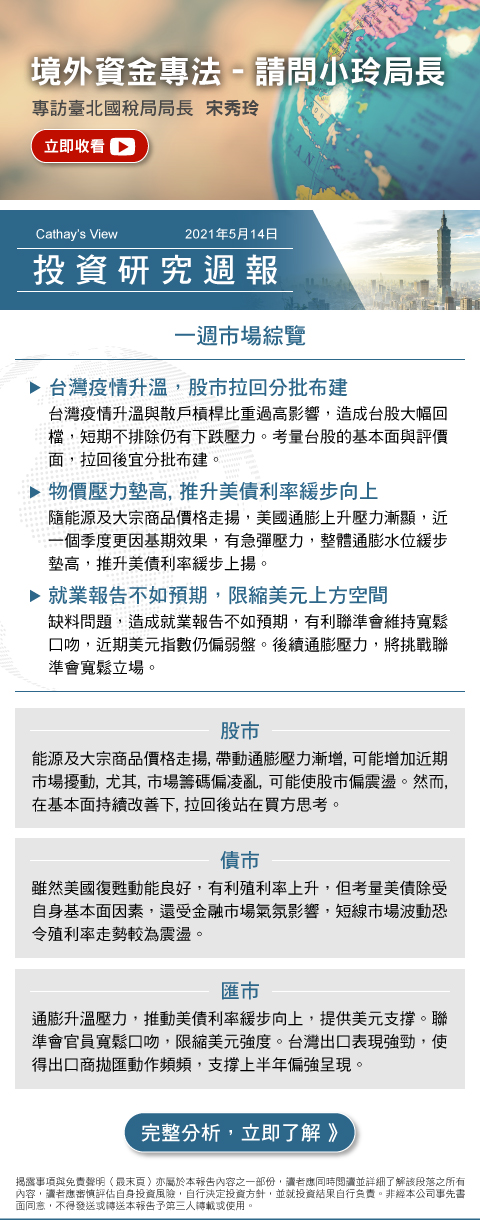 境外資金專法 - 請問小玲局長
專訪臺北國稅局局長 宋秀玲
立即收看
Cathay's View 2021年5月14日
投資研究週報
一週市場綜覽
台灣疫情升溫，股市拉回分批布建
台灣疫情升溫與散戶槓桿比重過高影響，造成台股大幅回
檔，短期不排除仍有下跌壓力。考量台股的基本面與評價
面，拉回後宜分批布建。
物價壓力墊高, 推升美債利率緩步向上
隨能源及大宗商品價格走揚，美國通膨上升壓力漸顯，近
一個季度更因基期效果，有急彈壓力，整體通膨水位緩步
墊高，推升美債利率緩步上揚。
就業報告不如預期，限縮美元上方空間
缺料問題，造成就業報告不如預期，有利聯準會維持寬鬆
口吻，近期美元指數仍偏弱盤。後續通膨壓力，將挑戰聯
準會寬鬆立場。
股市
能源及大宗商品價格走揚, 帶動通膨壓力漸增, 可能增加近期
市場擾動, 尤其, 市場籌碼偏凌亂, 可能使股市偏震盪。然而,
在基本面持續改善下, 拉回後站在買方思考。
債市
雖然美國復甦動能良好，有利殖利率上升，但考量美債除受
自身基本面因素，還受金融市場氣氛影響，短線市場波動恐
令殖利率走勢較為震盪。
匯市
通膨升溫壓力，推動美債利率緩步向上，提供美元支撐。聯
準會官員寬鬆口吻，限縮美元強度。台灣出口表現強勁，使
得出口商拋匯動作頻頻，支撐上半年偏強呈現。
完整分析，立即了解 》
揭露事項與免責聲明（最末頁）亦屬於本報告內容之一部份，讀者應同時閱讀並詳細了解該段落之所有
內容，讀者應審慎評估自身投資風險，自行決定投資方針，並就投資結果自行負責。非經本公司事先書
面同意，不得發送或轉送本報告予第三人轉載或使用。